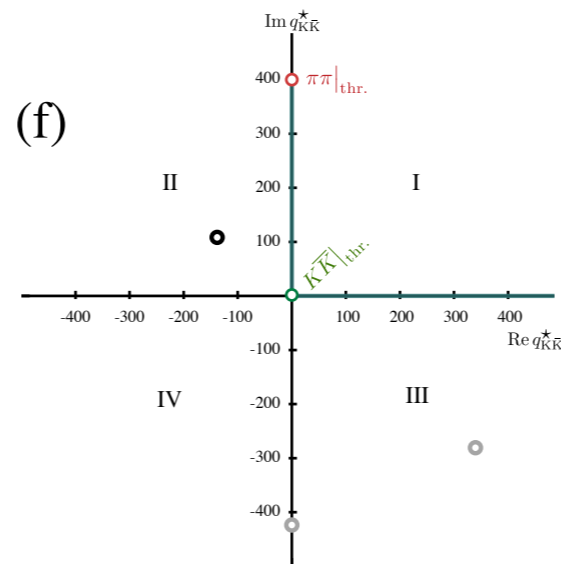 Im q★KK̄
400
ππ|thr.
(f)
300
II
200
I
100
KK̄|thr.
-400 -300 -200 -100 100 200 300 400
Re q★KK̄
-100
IV
-200
III
-300
-400